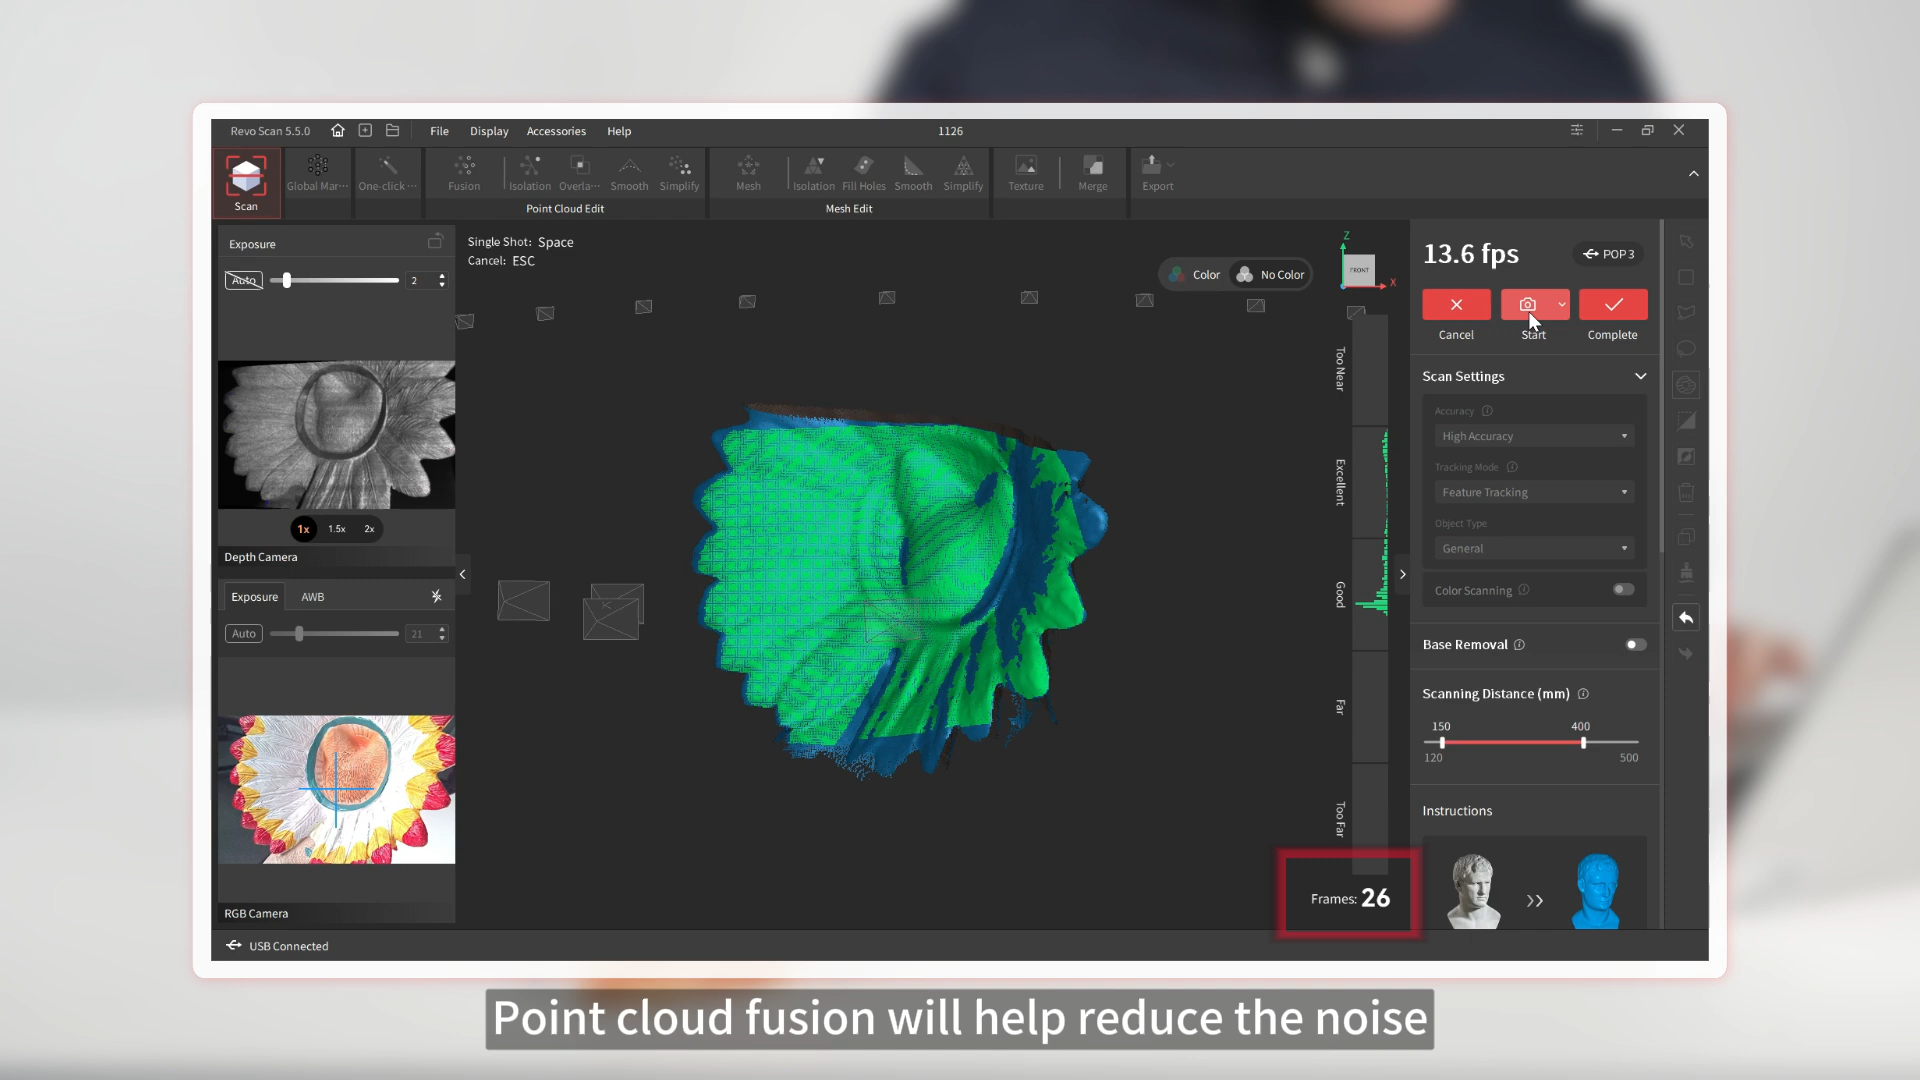 Revo Scan 5.5.0
File
Display
Accessories
Help
1126
Scan
Global Mar···
One-click ···
Fusion
Isolation
Overla···
Smooth
Simplify
Point Cloud Edit
Mesh
Isolation
Fill Holes
Smooth
Simplify
Mesh Edit
Texture
Merge
Export
Exposure
Auto
2
1x
1.5x
2x
Depth Camera
Exposure
AWB
Auto
21
RGB Camera
USB Connected
Single Shot: Space
Cancel: ESC
Color
No Color
Z
FRONT
X
Too Near
Excellent
Good
Far
Too Far
Frames: 26
13.6 fps
POP 3
Cancel
Start
Complete
Scan Settings
Accuracy
High Accuracy
Tracking Mode
Feature Tracking
Object Type
General
Color Scanning
Base Removal
Scanning Distance (mm)
150
400
120
500
Instructions
Point cloud fusion will help reduce the noise